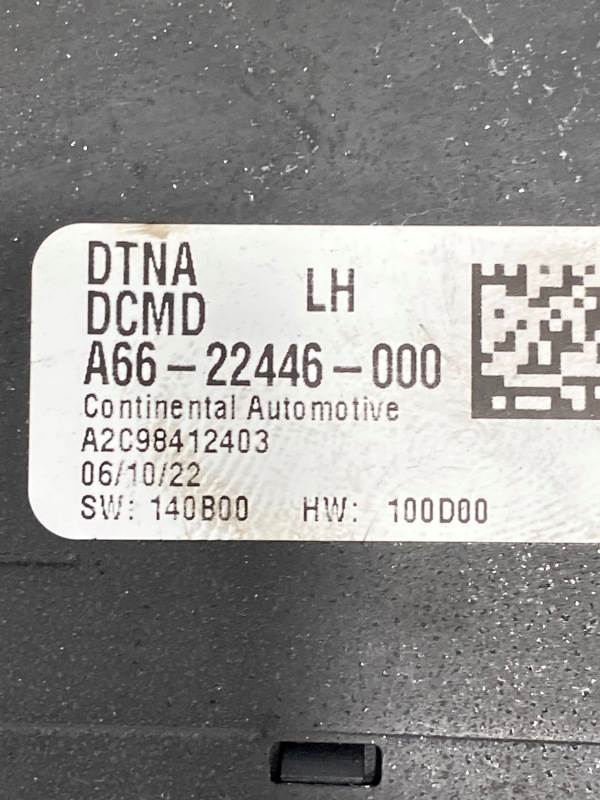 DTNA
DCMD LH
A66-22446-000
Continental Automotive
A2C98412403
06/10/22
SW: 140B00 HW: 100D00